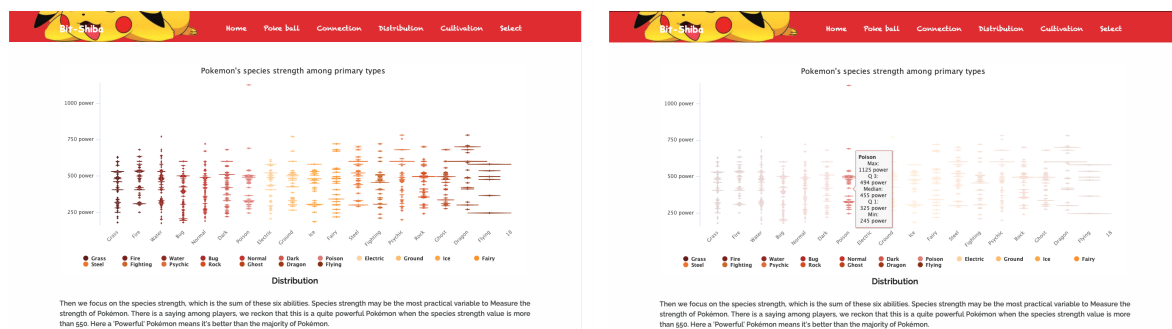 Bit-Shiba
Home Poke ball Connection Distribution Cultivation Select
Pokemon's species strength among primary types
1000 power
750 power
500 power
250 power
Grass Fire Water Bug Normal Dark Poison Electric Ground Ice Fairy Steel Fighting Psychic Rock Ghost Dragon Flying 18
Grass Fire Water Bug Normal Dark Poison Electric Ground Ice Fairy
Steel Fighting Psychic Rock Ghost Dragon Flying
Distribution
Then we focus on the species strength, which is the sum of these six abilities. Species strength may be the most practical variable to Measure the
strength of Pokémon. There is a saying among players, we reckon that this is a quite powerful Pokémon when the species strength value is more
than 550. Here a 'Powerful' Pokémon means it's better than the majority of Pokémon.
Bit-Shiba
Home Poke ball Connection Distribution Cultivation Select
Pokemon's species strength among primary types
1000 power
750 power
500 power
250 power
Poison
Max:
1125 power
Q 3:
494 power
Median:
455 power
Q 1:
325 power
Min:
245 power
Grass Fire Water Bug Normal Dark Poison Electric Ground Ice Fairy Steel Fighting Psychic Rock Ghost Dragon Flying 18
Grass Fire Water Bug Normal Dark Poison Electric Ground Ice Fairy
Steel Fighting Psychic Rock Ghost Dragon Flying
Distribution
Then we focus on the species strength, which is the sum of these six abilities. Species strength may be the most practical variable to Measure the
strength of Pokémon. There is a saying among players, we reckon that this is a quite powerful Pokémon when the species strength value is more
than 550. Here a 'Powerful' Pokémon means it's better than the majority of Pokémon.